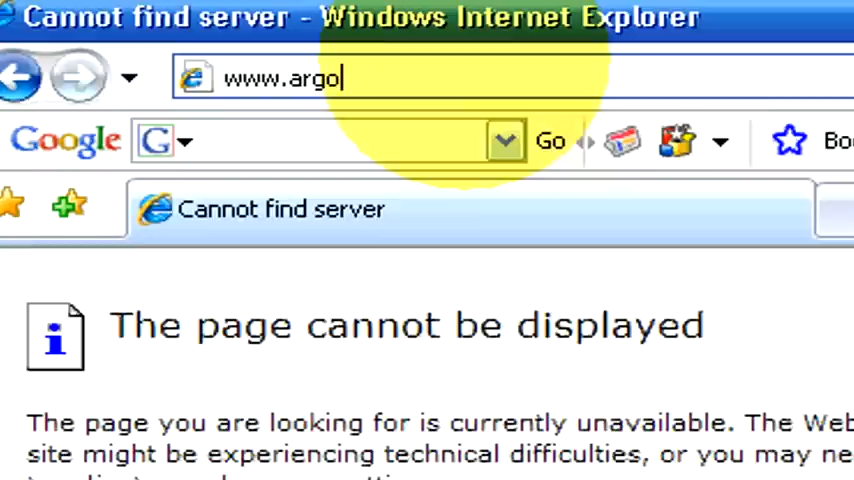 Cannot find server - Windows Internet Explorer
www.argo
Google G Go Boo
Cannot find server
i The page cannot be displayed
The page you are looking for is currently unavailable. The Web
site might be experiencing technical difficulties, or you may ne